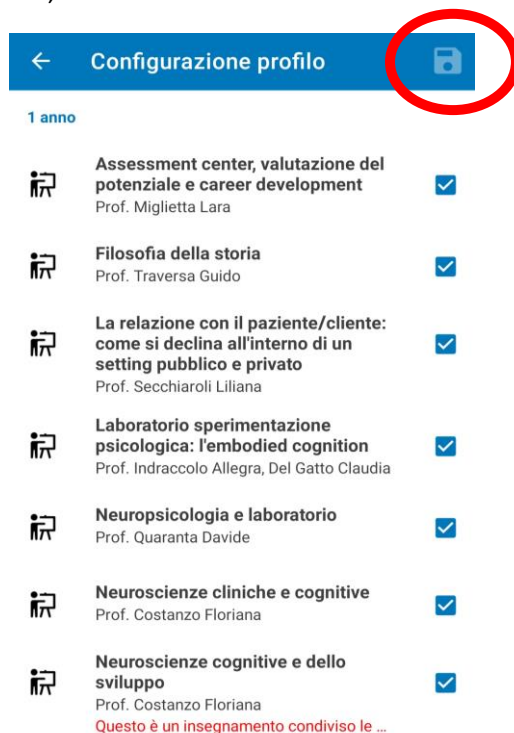 Configurazione profilo
1 anno
Assessment center, valutazione del
potenziale e career development
Prof. Miglietta Lara
Filosofia della storia
Prof. Traversa Guido
La relazione con il paziente/cliente:
come si declina all'interno di un
setting pubblico e privato
Prof. Secchiaroli Liliana
Laboratorio sperimentazione
psicologica: l'embodied cognition
Prof. Indraccolo Allegra, Del Gatto Claudia
Neuropsicologia e laboratorio
Prof. Quaranta Davide
Neuroscienze cliniche e cognitive
Prof. Costanzo Floriana
Neuroscienze cognitive e dello
sviluppo
Prof. Costanzo Floriana
Questo è un insegnamento condiviso le ...